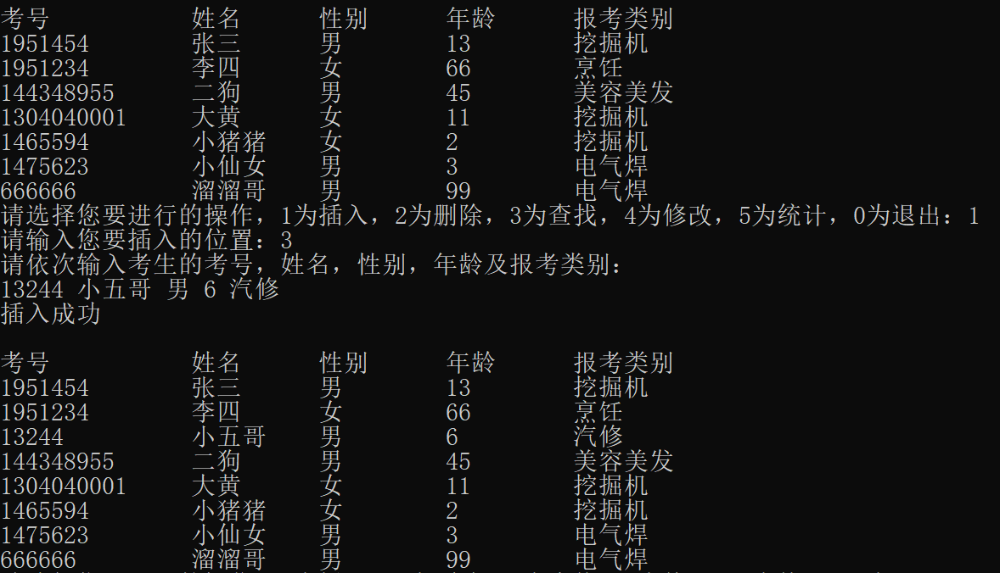 考号 姓名 性别 年龄 报考类别
1951454 张三 男 13 挖掘机
1951234 李四 女 66 烹饪
144348955 二狗 男 45 美容美发
1304040001 大黄 女 11 挖掘机
1465594 小猪猪 女 2 挖掘机
1475623 小仙女 男 3 电气焊
666666 溜溜哥 男 99 电气焊
请选择您要进行的操作，1为插入，2为删除，3为查找，4为修改，5为统计，0为退出：1
请输入您要插入的位置：3
请依次输入考生的考号，姓名，性别，年龄及报考类别：
13244 小五哥 男 6 汽修
插入成功
考号 姓名 性别 年龄 报考类别
1951454 张三 男 13 挖掘机
1951234 李四 女 66 烹饪
13244 小五哥 男 6 汽修
144348955 二狗 男 45 美容美发
1304040001 大黄 女 11 挖掘机
1465594 小猪猪 女 2 挖掘机
1475623 小仙女 男 3 电气焊
666666 溜溜哥 男 99 电气焊